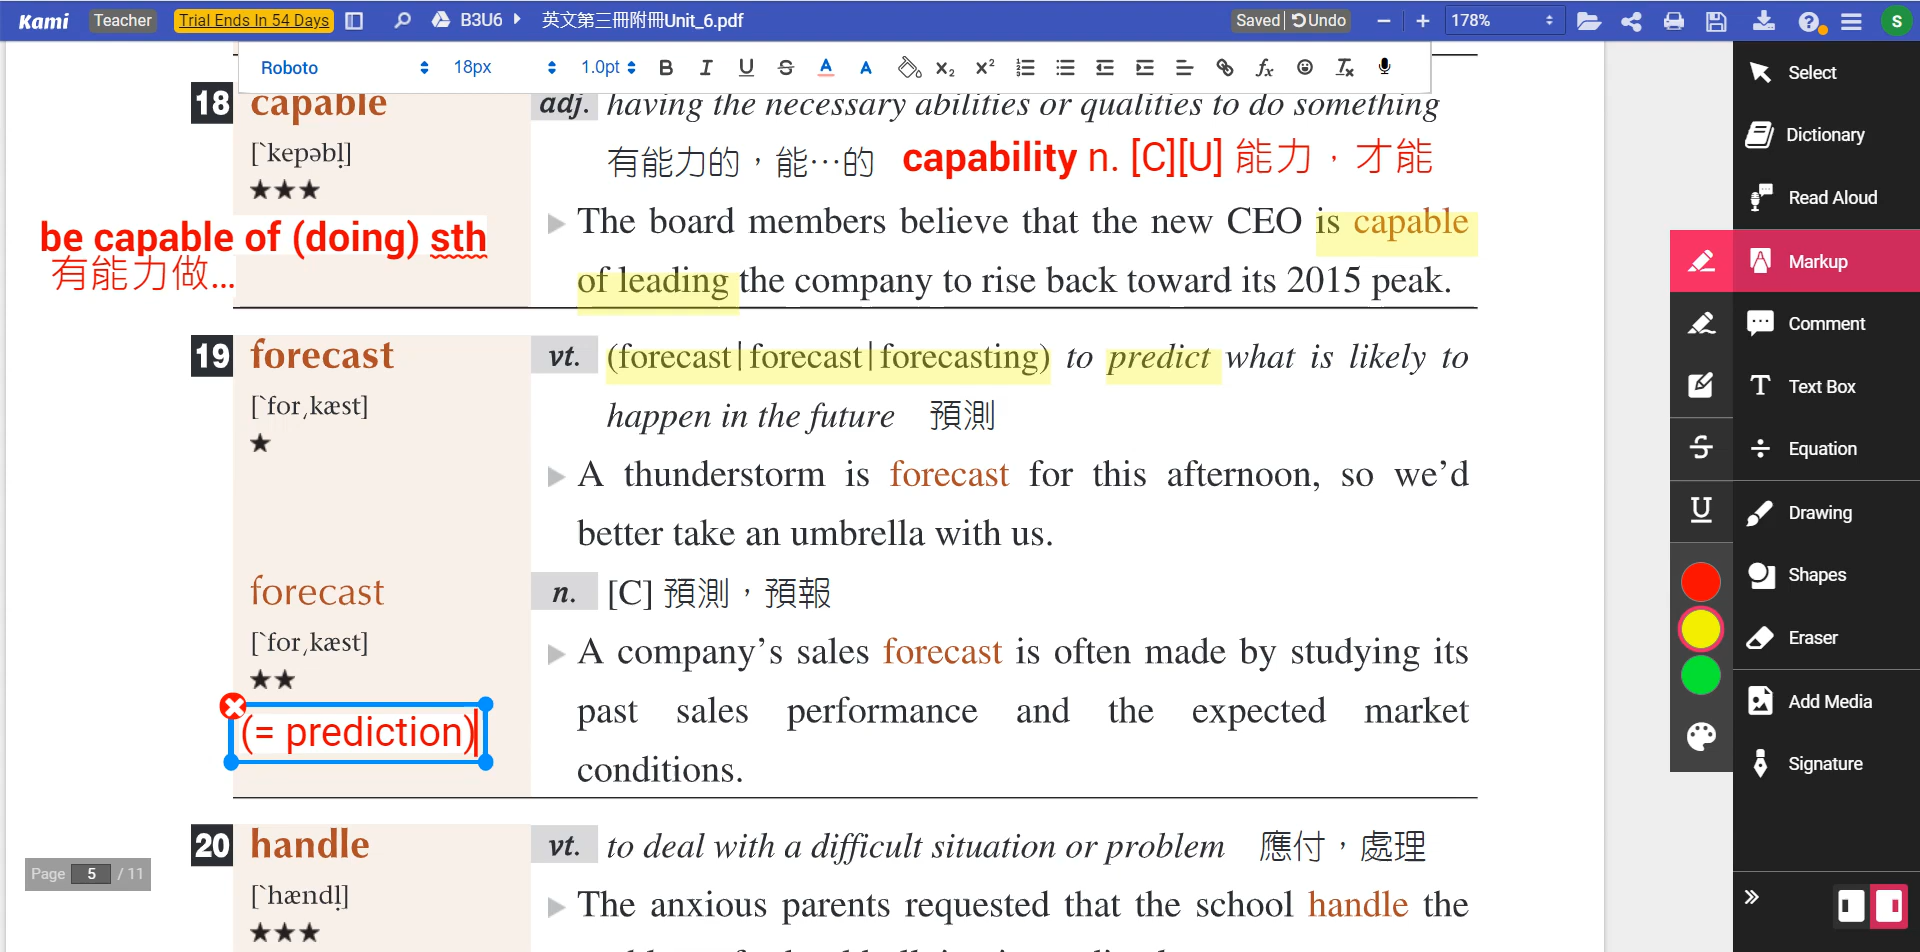 Kami Teacher Trial Ends In 54 Days B3U6 英文第三冊附冊Unit_6.pdf Saved Undo 178% S
Roboto 18px 1.0pt B I U S A A x₂ x² fx
18 capable adj. having the necessary abilities or qualities to do something
[ˋkepəbḷ] 有能力的，能…的 capability n. [C][U] 能力，才能
★★★
The board members believe that the new CEO is capable
be capable of (doing) sth
有能力做...
of leading the company to rise back toward its 2015 peak.
19 forecast vt. (forecast|forecast|forecasting) to predict what is likely to
[ˋforˏkæst] happen in the future 預測
★
A thunderstorm is forecast for this afternoon, so we’d
better take an umbrella with us.
forecast n. [C] 預測，預報
[ˋforˏkæst]
★★
A company’s sales forecast is often made by studying its
(= prediction)
past sales performance and the expected market
conditions.
20 handle vt. to deal with a difficult situation or problem 應付，處理
[ˋhændḷ]
★★★
The anxious parents requested that the school handle the
Page 5 / 11
Select
Dictionary
Read Aloud
Markup
Comment
Text Box
Equation
Drawing
Shapes
Eraser
Add Media
Signature